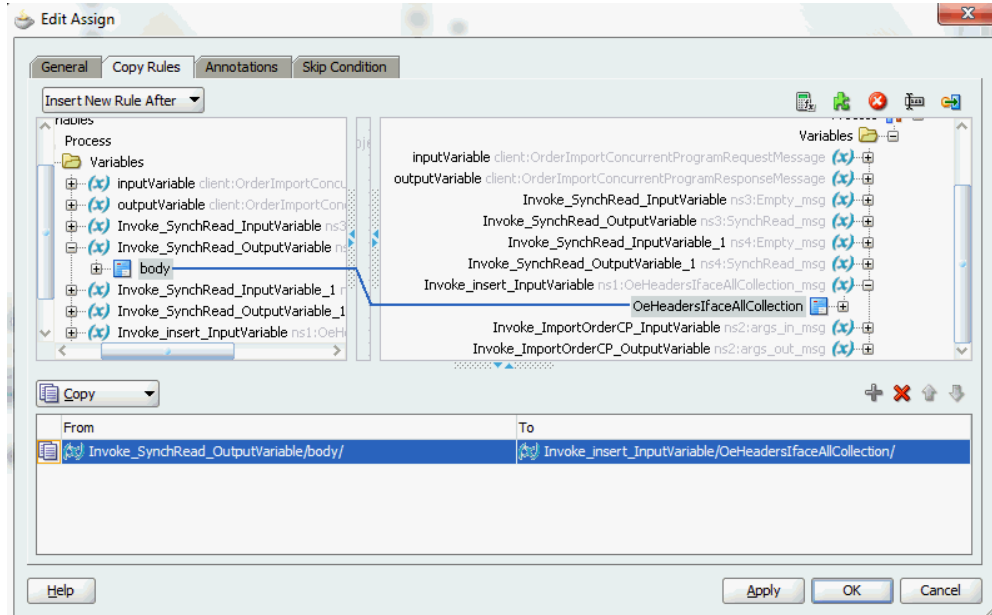 Edit Assign
General Copy Rules Annotations Skip Condition
Insert New Rule After
Process
Variables
inputVariable client:OrderImportConcu
outputVariable client:OrderImportCon
Invoke_SynchRead_InputVariable ns3
Invoke_SynchRead_OutputVariable ns
body
Invoke_SynchRead_InputVariable_1
Invoke_SynchRead_OutputVariable_1
Invoke_insert_InputVariable ns1:OeH
Variables
inputVariable client:OrderImportConcurrentProgramRequestMessage
outputVariable client:OrderImportConcurrentProgramResponseMessage
Invoke_SynchRead_InputVariable ns3:Empty_msg
Invoke_SynchRead_OutputVariable ns3:SynchRead_msg
Invoke_SynchRead_InputVariable_1 ns4:Empty_msg
Invoke_SynchRead_OutputVariable_1 ns4:SynchRead_msg
Invoke_insert_InputVariable ns1:OeHeadersIfaceAllCollection_msg
OeHeadersIfaceAllCollection
Invoke_ImportOrderCP_InputVariable ns2:args_in_msg
Invoke_ImportOrderCP_OutputVariable ns2:args_out_msg
Copy
From To
Invoke_SynchRead_OutputVariable/body/ Invoke_insert_InputVariable/OeHeadersIfaceAllCollection/
Help Apply OK Cancel